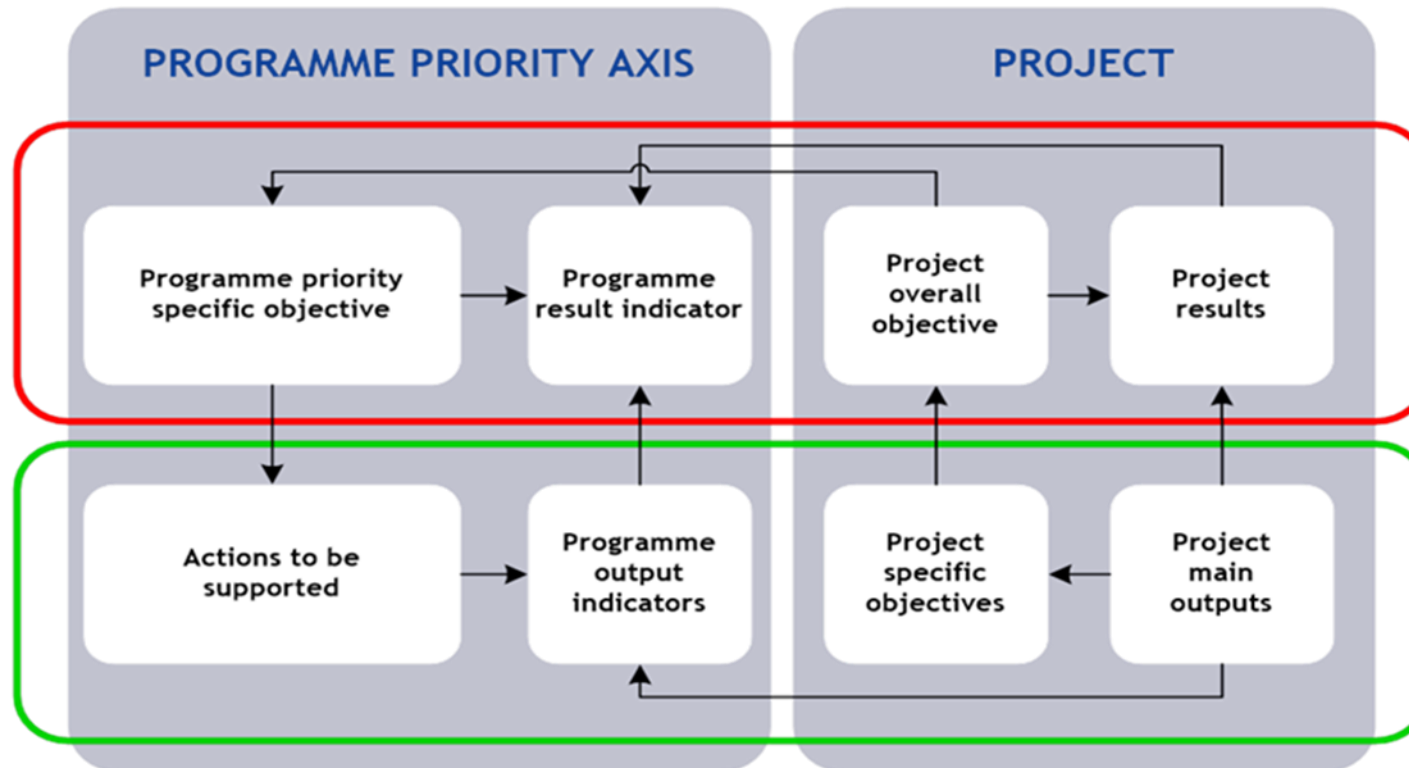 PROGRAMME PRIORITY AXIS
PROJECT
Programme priority
specific objective
Programme
result indicator
Project
overall
objective
Project
results
Actions to be
supported
Programme
output
indicators
Project
specific
objectives
Project
main
outputs